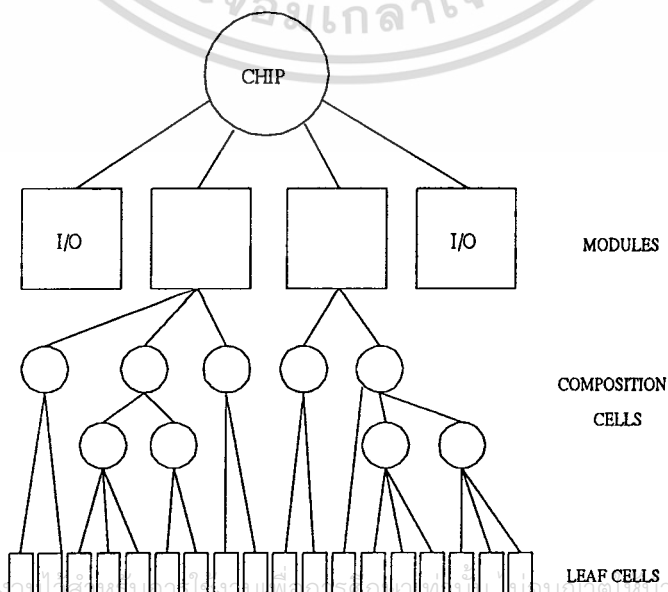 CHIP
I/O
I/O
MODULES
COMPOSITION
CELLS
LEAF CELLS